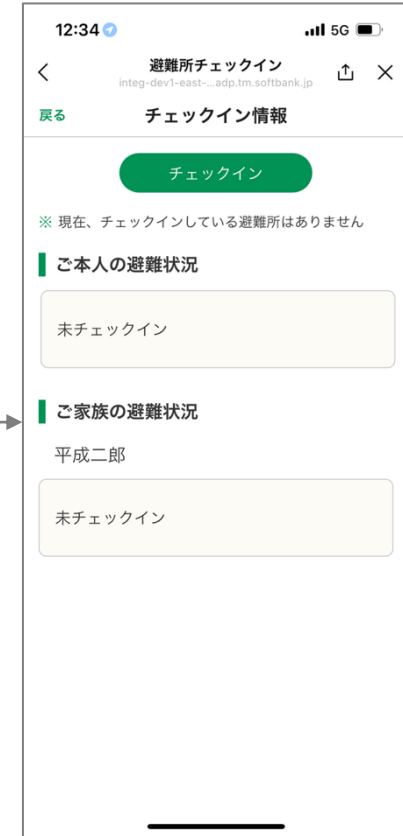 12:34
5G
避難所チェックイン
integ-dev1-east-...adp.tm.softbank.jp
戻る
チェックイン情報
チェックイン
※ 現在、チェックインしている避難所はありません
ご本人の避難状況
未チェックイン
ご家族の避難状況
平成二郎
未チェックイン